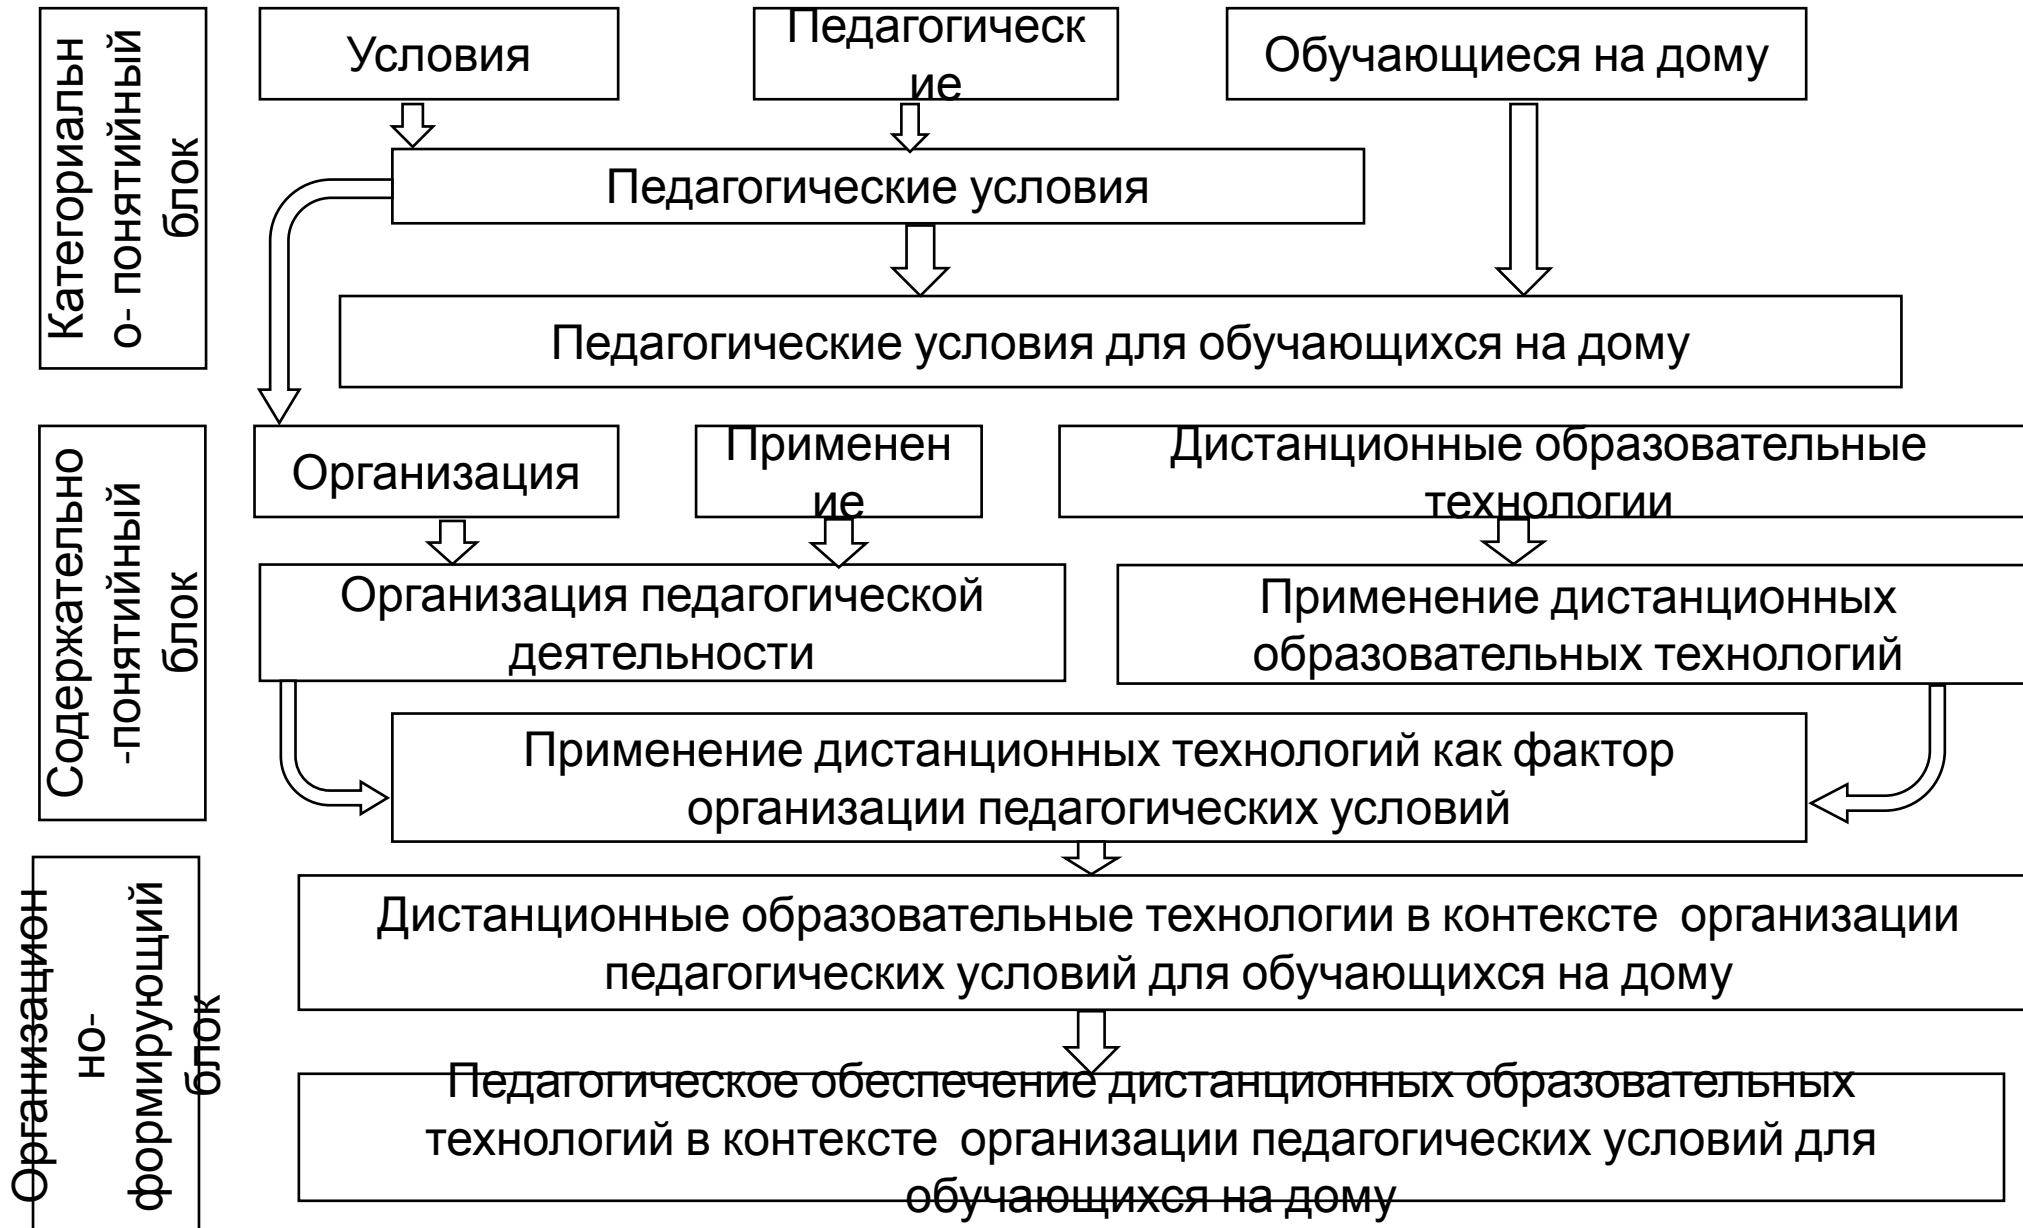 Категориальн
о- понятийный
блок
Условия
Педагогическ
ие
Обучающиеся на дому
Педагогические условия
Педагогические условия для обучающихся на дому
Содержательно
-понятийный
блок
Организация
Применен
ие
Дистанционные образовательные
технологии
Организация педагогической
деятельности
Применение дистанционных
образовательных технологий
Применение дистанционных технологий как фактор
организации педагогических условий
Организацион
но-
формирующий
блок
Дистанционные образовательные технологии в контексте организации
педагогических условий для обучающихся на дому
Педагогическое обеспечение дистанционных образовательных
технологий в контексте организации педагогических условий для
обучающихся на дому